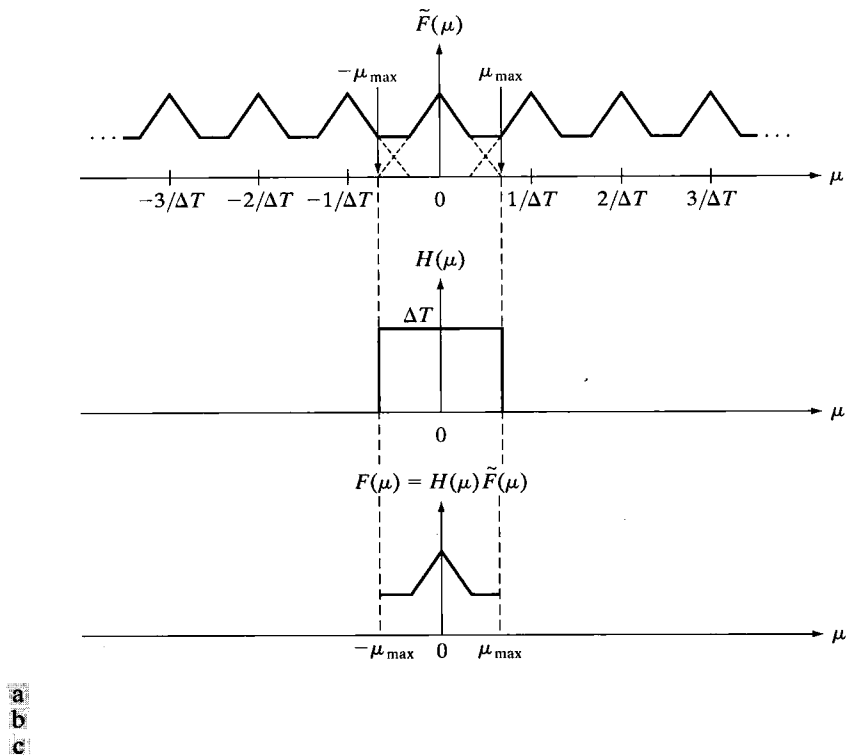 F̃(μ)
−μmax μmax
··· ···
−3/ΔT −2/ΔT −1/ΔT 0 1/ΔT 2/ΔT 3/ΔT μ
H(μ)
ΔT
μ
0
F(μ) = H(μ)F̃(μ)
μ
−μmax 0 μmax
a
b
c